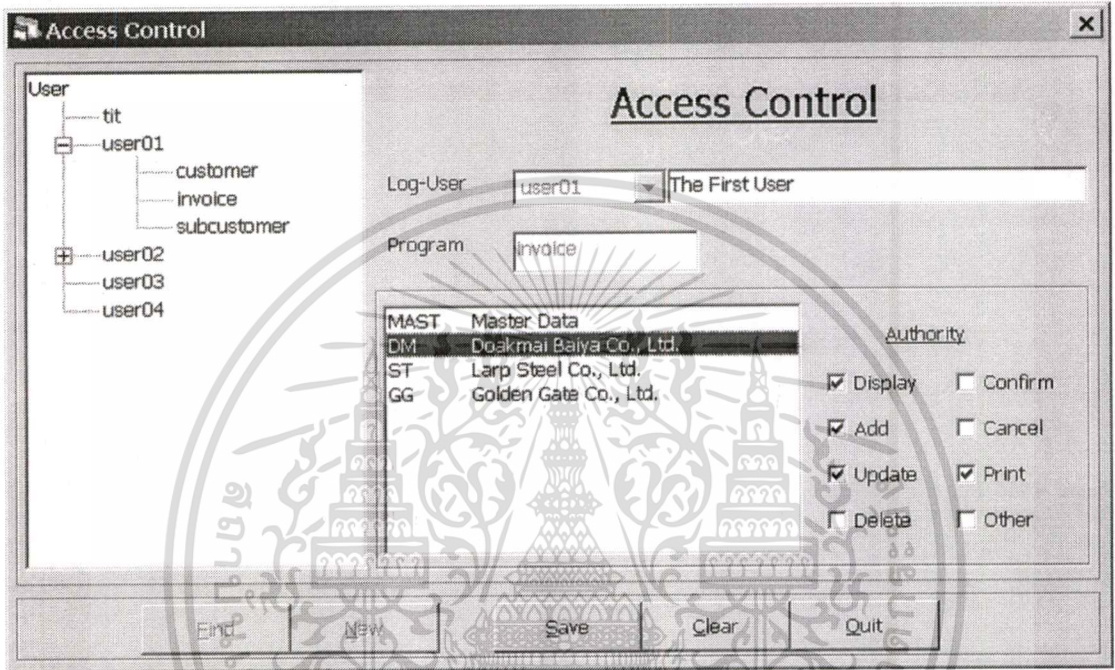 Access Control
User
tit
user01
customer
invoice
subcustomer
user02
user03
user04
Access Control
Log-User user01 The First User
Program invoice
MAST Master Data
DM Doakmai Baiya Co., Ltd.
ST Larp Steel Co., Ltd.
GG Golden Gate Co., Ltd.
Authority
Display Confirm
Add Cancel
Update Print
Delete Other
Find New Save Clear Quit